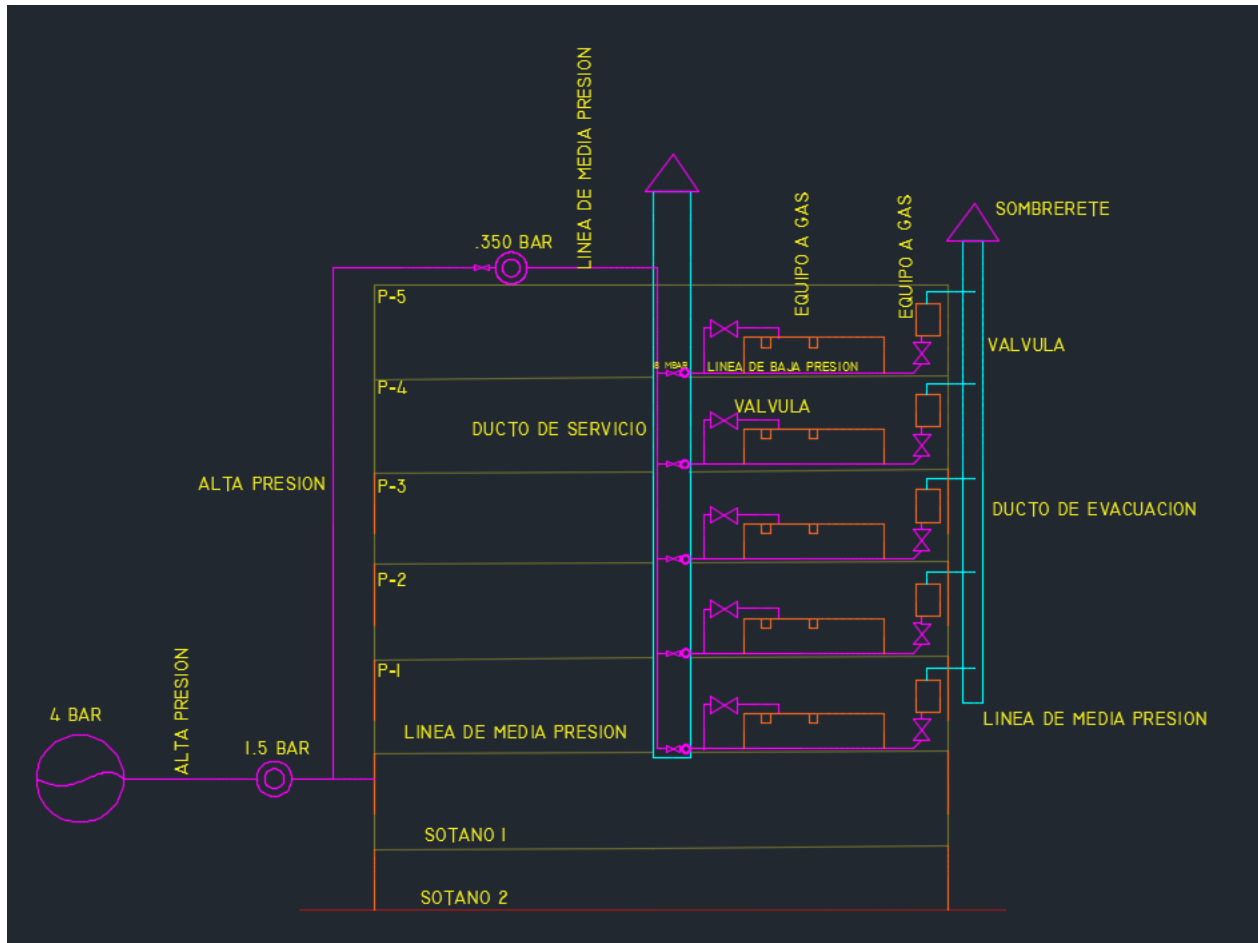 LINEA DE MEDIA PRESION
.350 BAR
EQUIPO A GAS
EQUIPO A GAS
SOMBRERETE
P-5
VALVULA
8 MBAR
LINEA DE BAJA PRESION
P-4
VALVULA
DUCTO DE SERVICIO
ALTA PRESION
P-3
DUCTO DE EVACUACION
P-2
P-1
ALTA PRESION
4 BAR
1.5 BAR
LINEA DE MEDIA PRESION
LINEA DE MEDIA PRESION
SOTANO 1
SOTANO 2